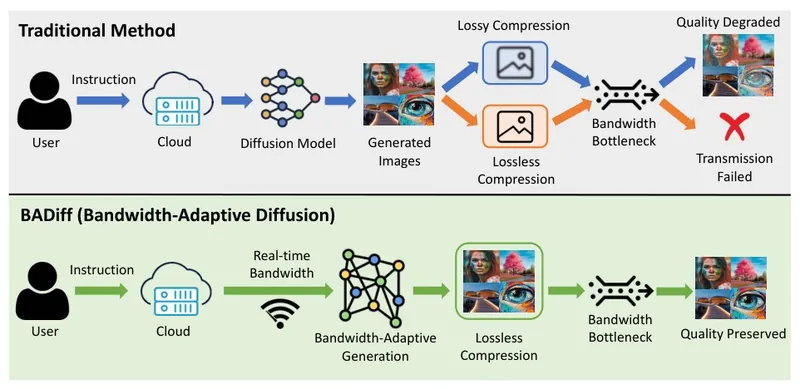 Traditional Method
Lossy Compression
Quality Degraded
Instruction
User
Cloud
Diffusion Model
Generated
Images
Lossless
Compression
Bandwidth
Bottleneck
Transmission
Failed
BADiff (Bandwidth-Adaptive Diffusion)
Instruction
Real-time
Bandwidth
User
Cloud
Bandwidth-Adaptive
Generation
Lossless
Compression
Bandwidth
Bottleneck
Quality Preserved